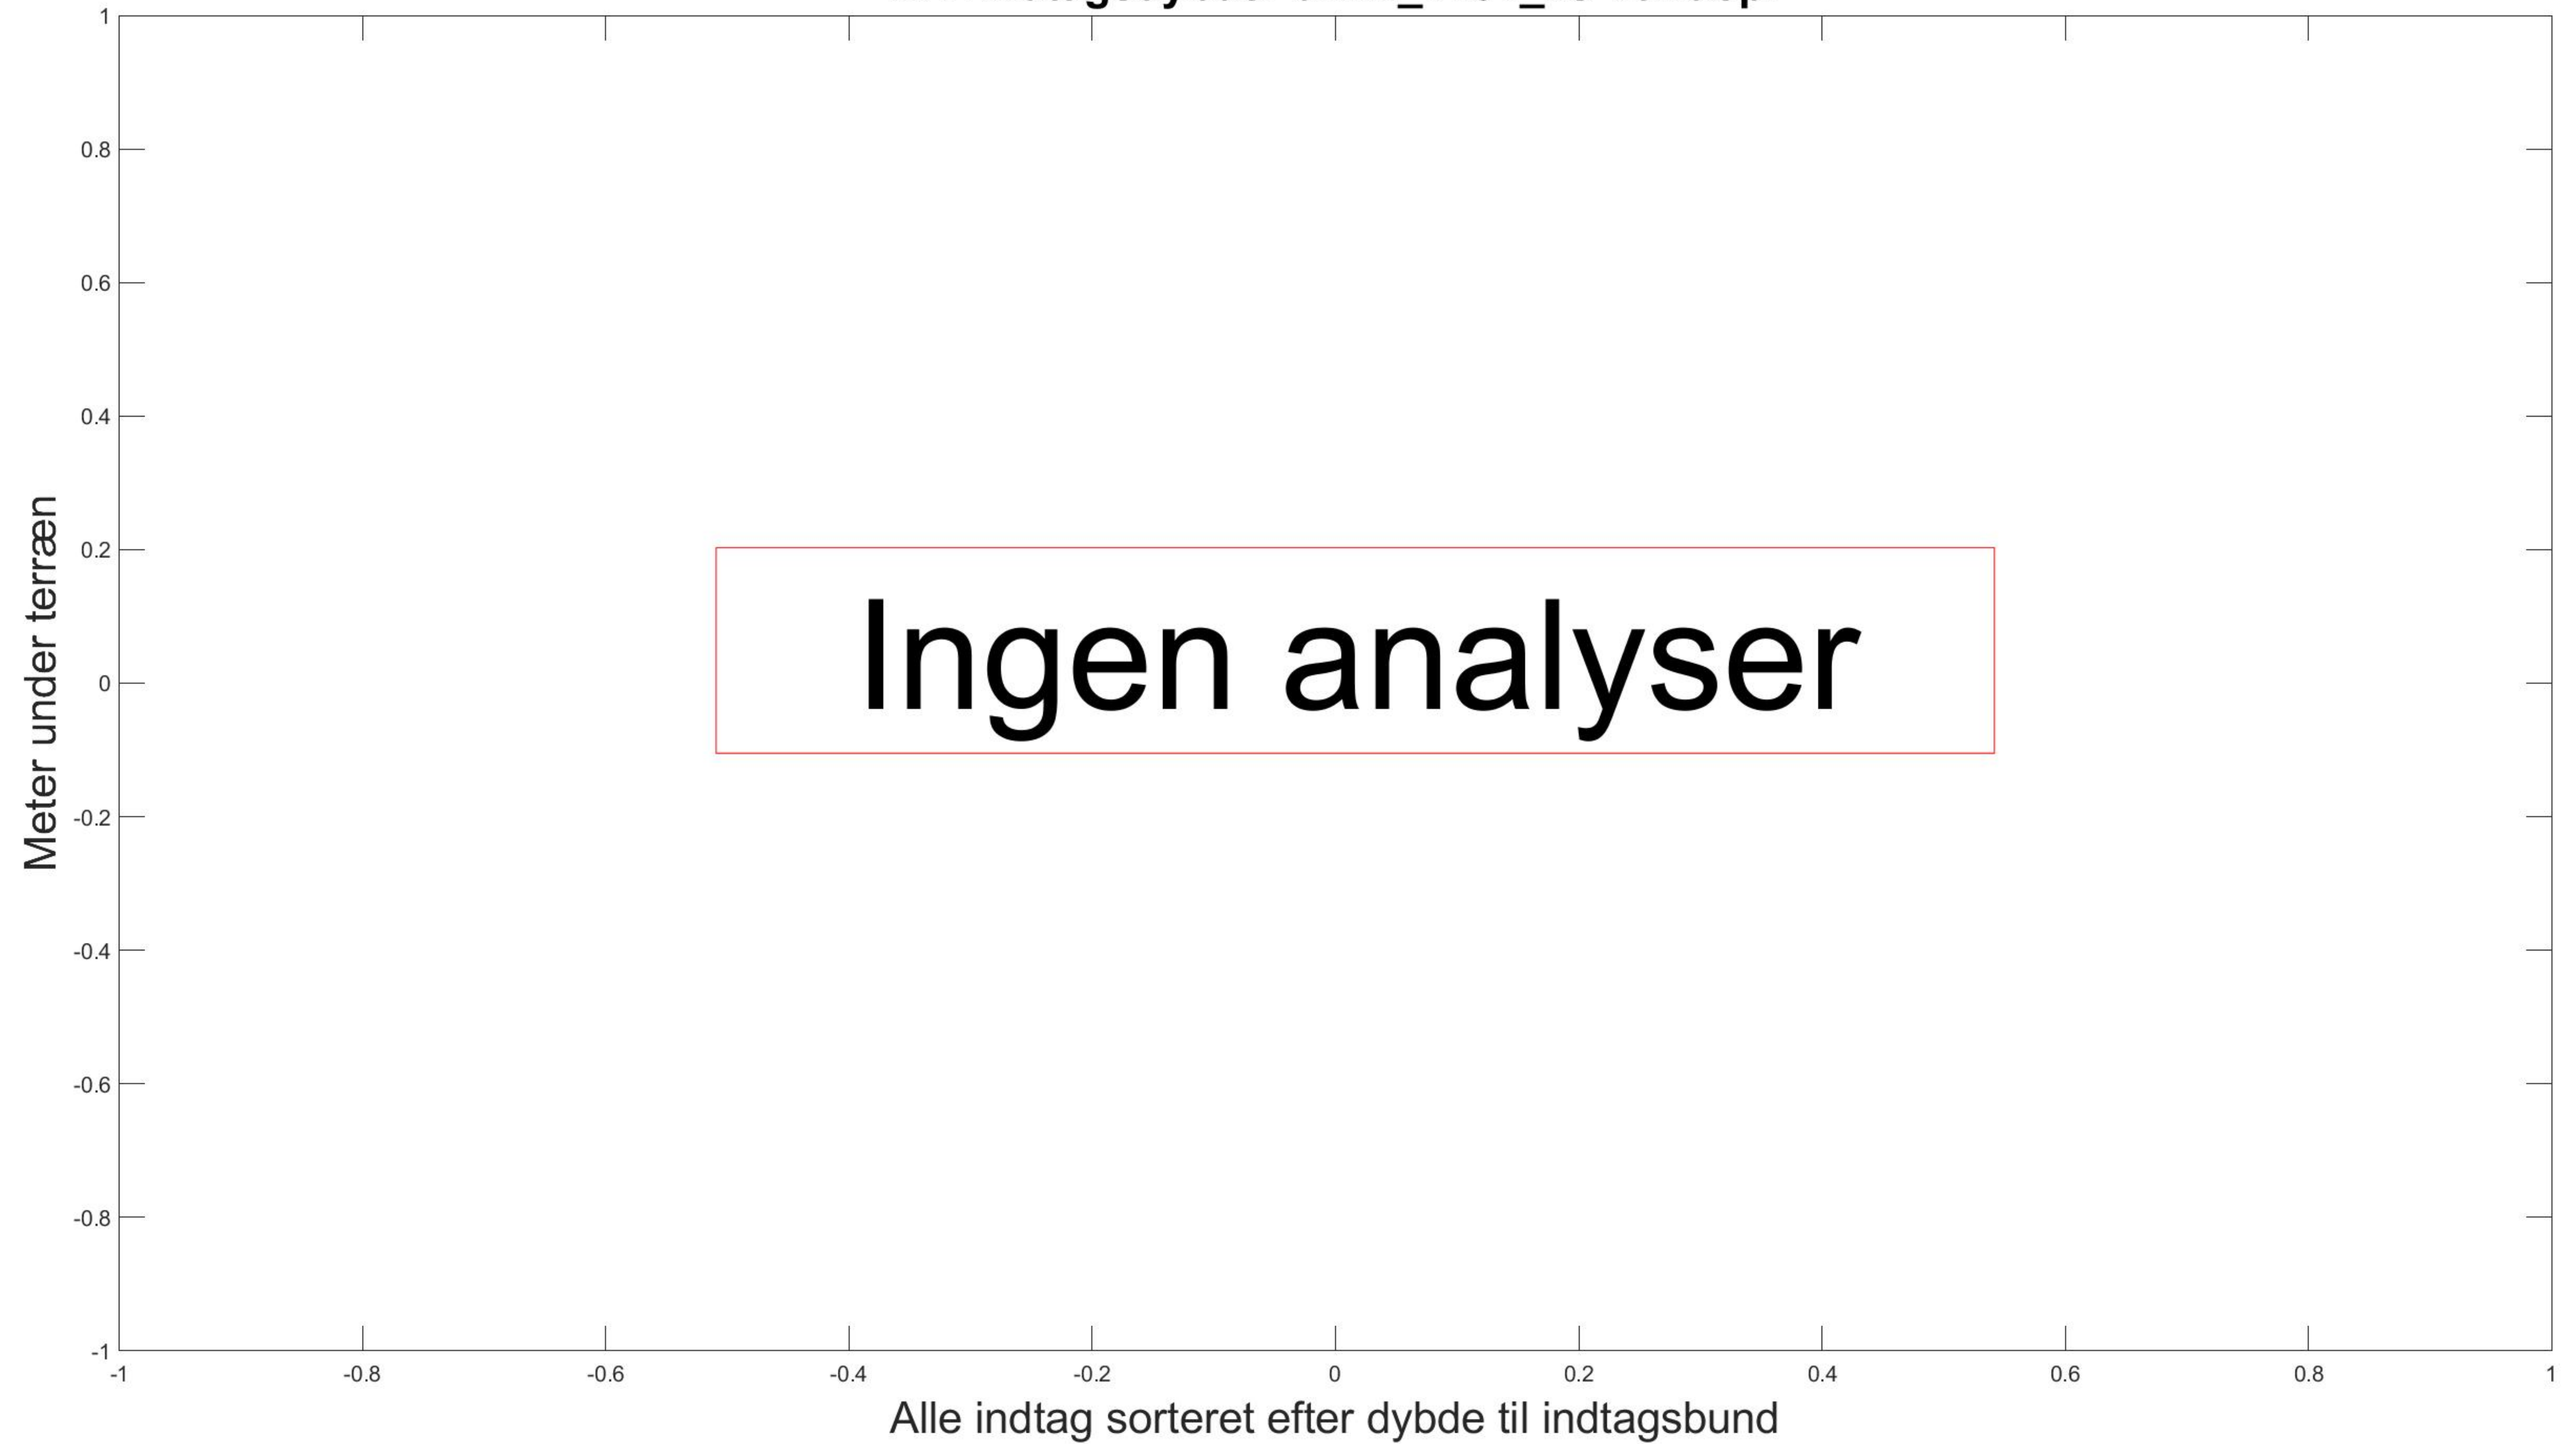 1
0.8
0.6
0.4
0.2
0
-0.2
-0.4
-0.6
-0.8
-1
Meter under terræn
Ingen analyser
-1 -0.8 -0.6 -0.4 -0.2 0 0.2 0.4 0.6 0.8 1
Alle indtag sorteret efter dybde til indtagsbund